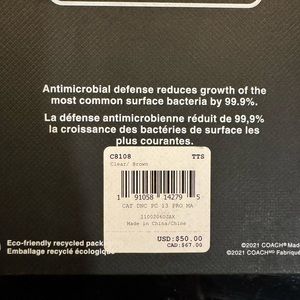 Antimicrobial defense reduces growth of the
most common surface bacteria by 99.9%.
La défense antimicrobienne réduit de 99,9%
la croissance des bactéries de surface les
plus courantes.
C8108 TTS
Clear/ Brown
1 91058 14279 5
CAT DNC PC 13 PRO MA
Made in China/Chine
USD:$50.00
CAD:$67.00
Eco-friendly recycled pack
Emballage recyclé écologique
©2021 COACH® Mad
©2021 COACH® Fabriqué